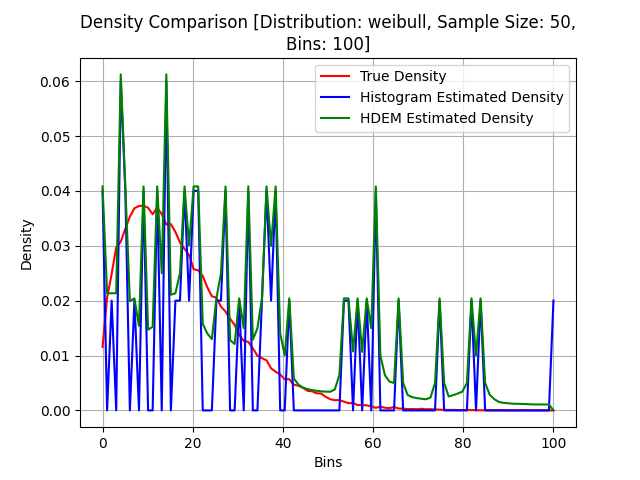 Density Comparison [Distribution: weibull, Sample Size: 50,
Bins: 100]
True Density
Histogram Estimated Density
HDEM Estimated Density
0.06
0.05
0.04
0.03
0.02
0.01
0.00
Density
0 20 40 60 80 100
Bins